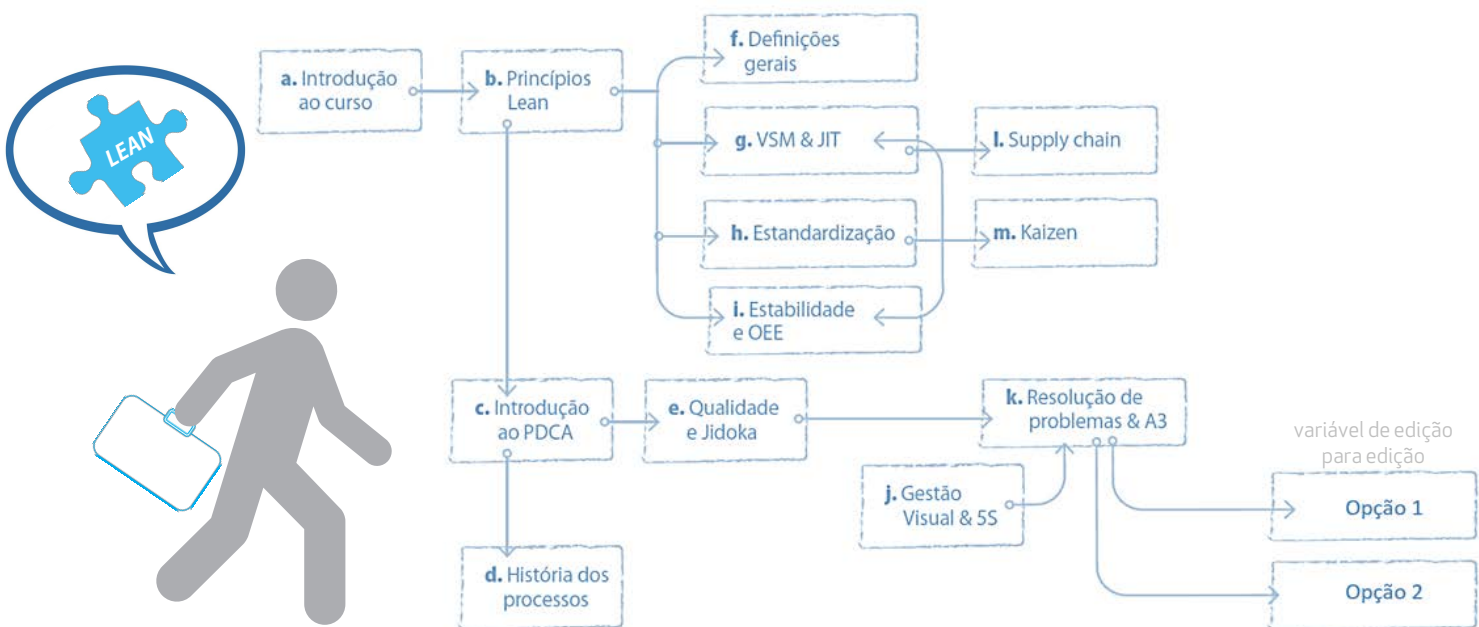 LEAN
a. Introdução
ao curso
b. Princípios
Lean
f. Definições
gerais
g. VSM & JIT
l. Supply chain
h. Estandardização
m. Kaizen
i. Estabilidade
e OEE
c. Introdução
ao PDCA
e. Qualidade
e Jidoka
k. Resolução de
problemas & A3
j. Gestão
Visual & 5S
d. História dos
processos
variável de edição
para edição
Opção 1
Opção 2